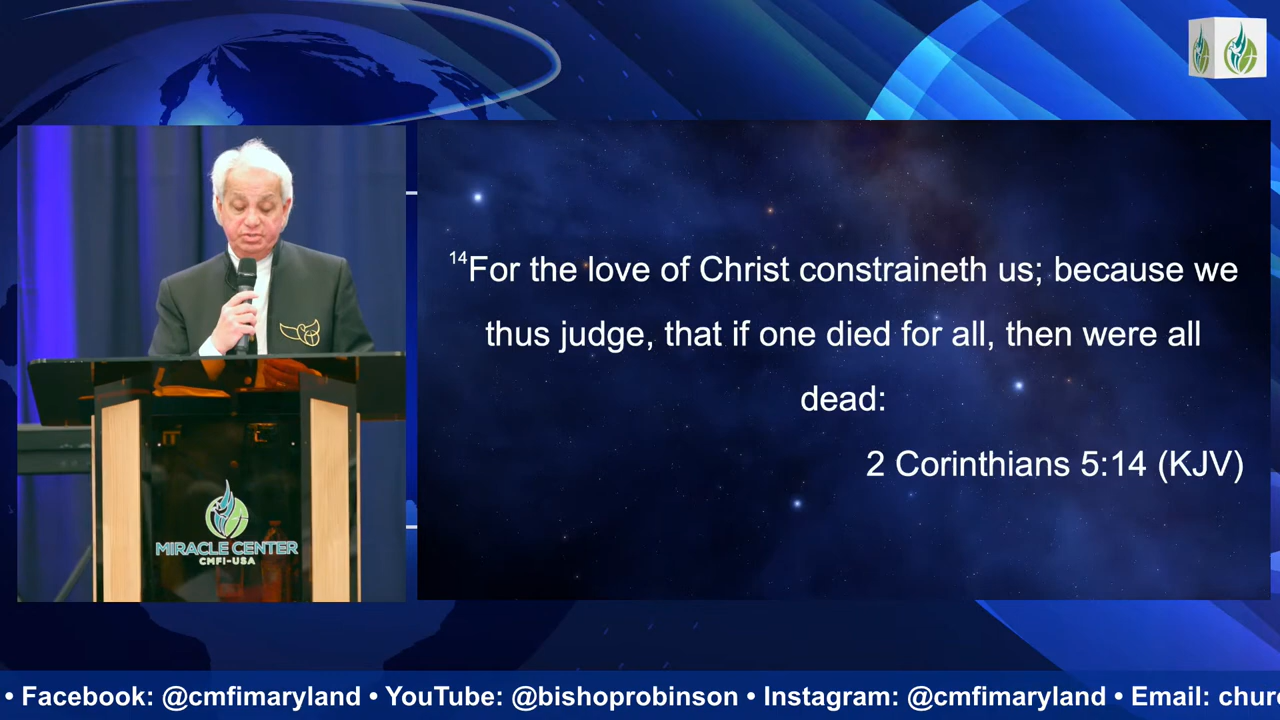 14For the love of Christ constraineth us; because we
thus judge, that if one died for all, then were all
dead:
2 Corinthians 5:14 (KJV)
MIRACLE CENTER
CMFI-USA
• Facebook: @cmfimaryland • YouTube: @bishoprobinson • Instagram: @cmfimaryland • Email: chur